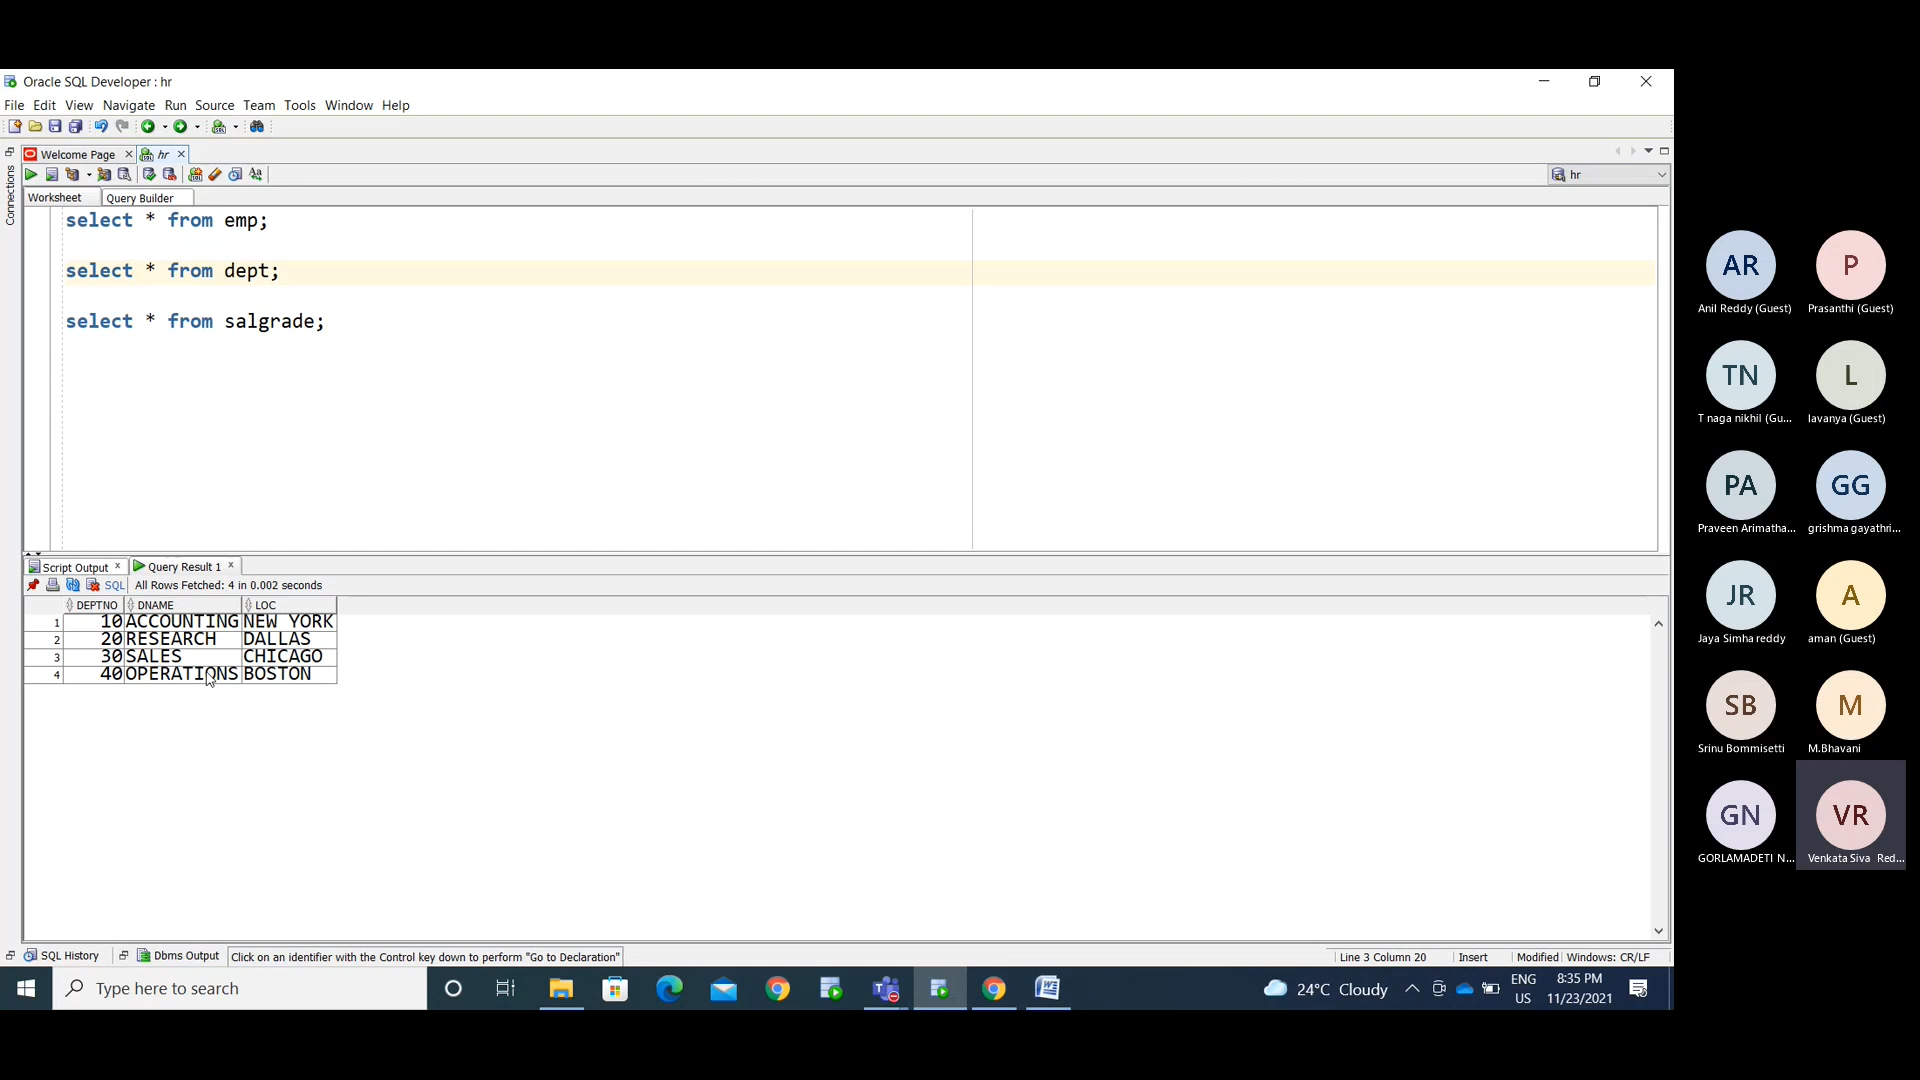 Oracle SQL Developer : hr
File Edit View Navigate Run Source Team Tools Window Help
Welcome Page hr
hr
Connections
Worksheet Query Builder
select * from emp;
select * from dept;
select * from salgrade;
Script Output Query Result 1
SQL All Rows Fetched: 4 in 0.002 seconds
DEPTNO DNAME LOC
1 10 ACCOUNTING NEW YORK
2 20 RESEARCH DALLAS
3 30 SALES CHICAGO
4 40 OPERATIONS BOSTON
SQL History Dbms Output Click on an identifier with the Control key down to perform "Go to Declaration" Line 3 Column 20 Insert Modified Windows: CR/LF
Type here to search 24°C Cloudy ENG US 8:35 PM 11/23/2021
AR P
Anil Reddy (Guest) Prasanthi (Guest)
TN L
T naga nikhil (Gu... lavanya (Guest)
PA GG
Praveen Arimatha... grishma gayathri...
JR A
Jaya Simha reddy aman (Guest)
SB M
Srinu Bommisetti M.Bhavani
GN VR
GORLAMADETI N... Venkata Siva Red...